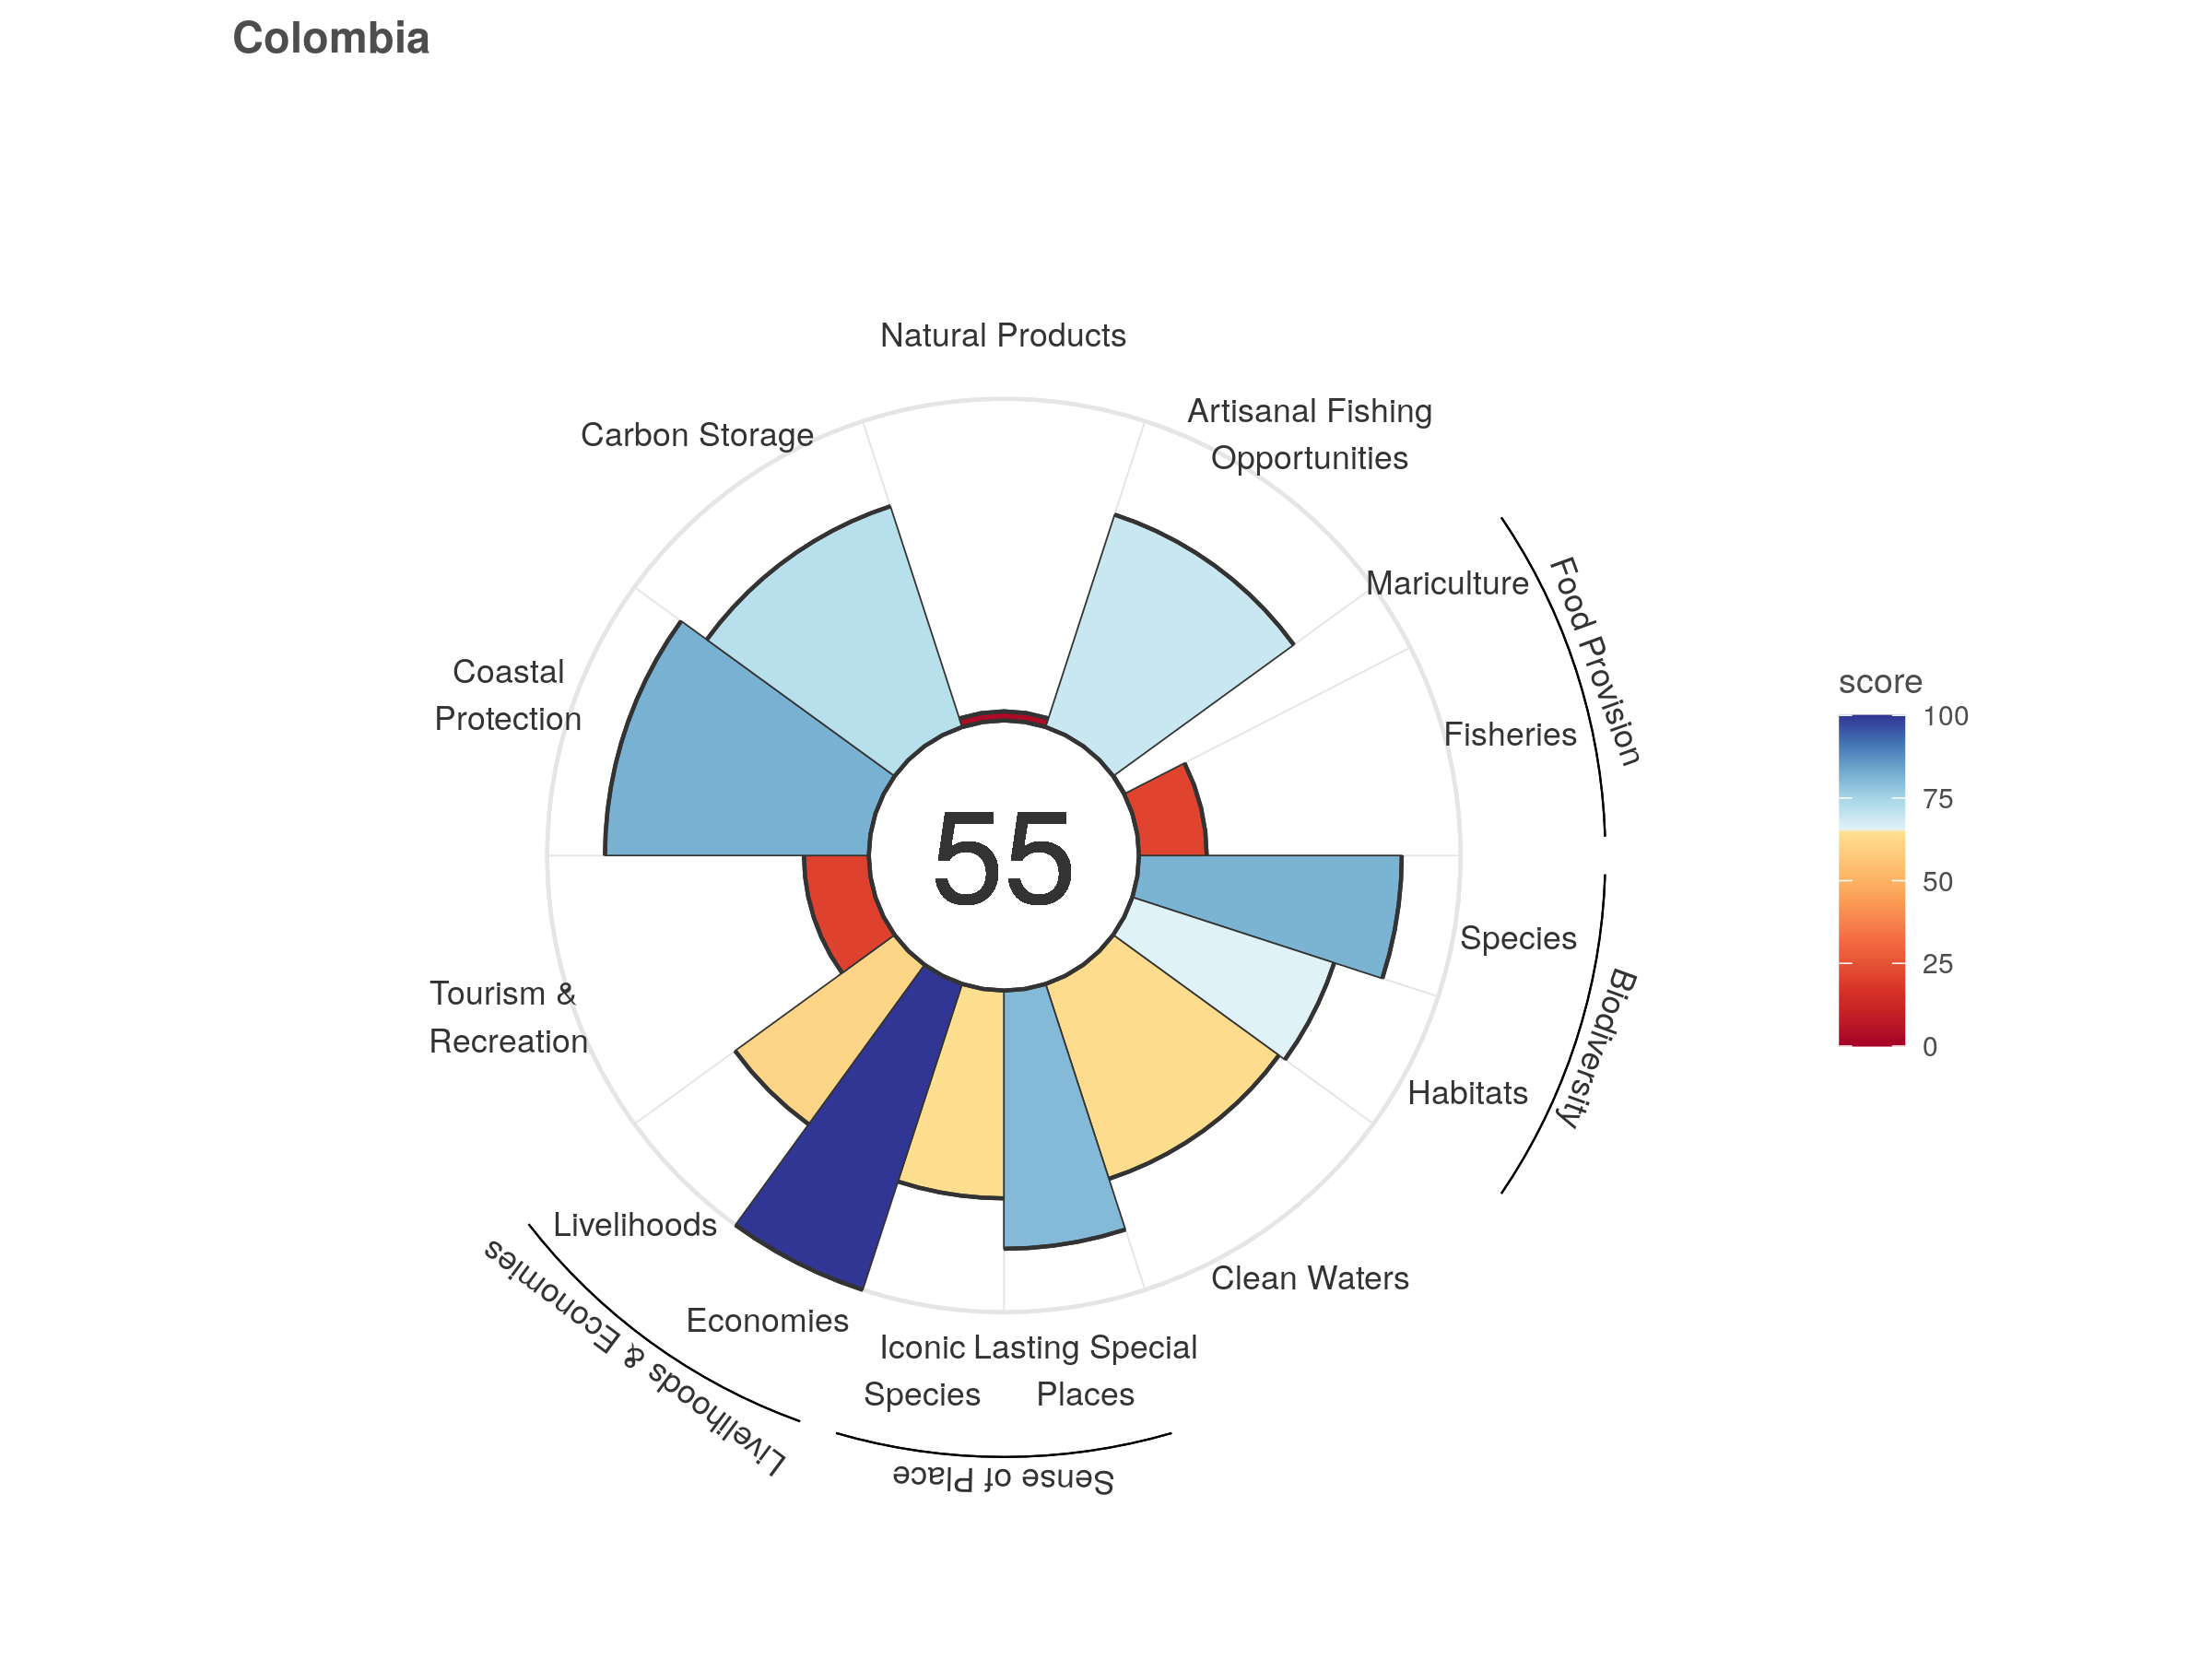 Colombia
Natural Products
Artisanal Fishing
Opportunities
Carbon Storage
Mariculture
Food Provision
Fisheries
Coastal
Protection
score
100
75
50
25
0
55
Species
Biodiversity
Habitats
Tourism &
Recreation
Livelihoods
Clean Waters
Economies
Livelihoods & Economies
Iconic
Species
Lasting Special
Places
Sense of Place